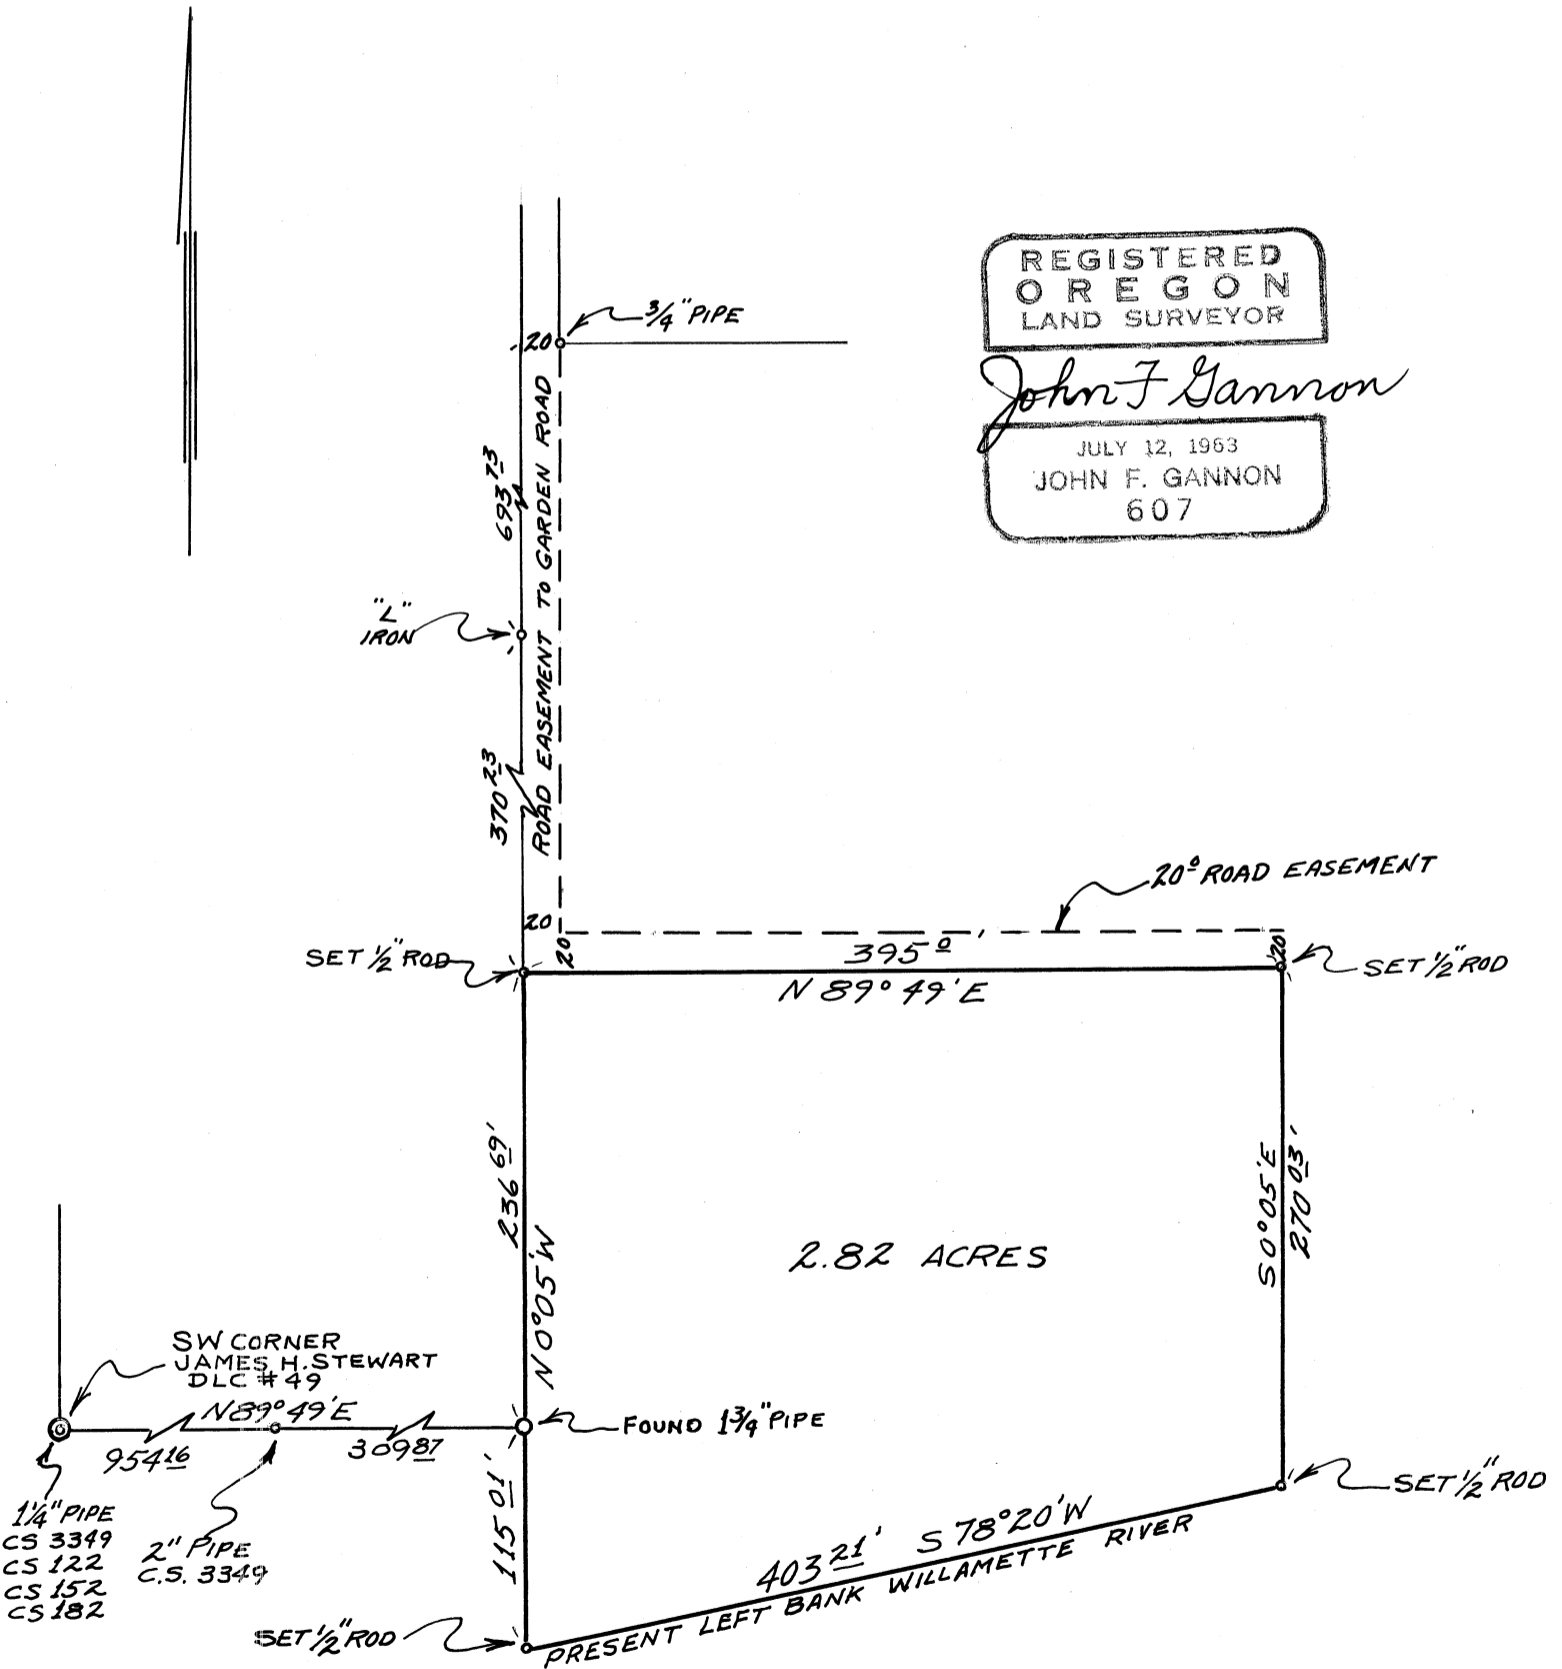 REGISTERED
OREGON
LAND SURVEYOR
John F Gannon
JULY 12, 1963
JOHN F. GANNON
607
3/4" PIPE
20
693 73
ROAD EASEMENT TO GARDEN ROAD
"L"
IRON
370 23
20º ROAD EASEMENT
20
20
20
SET 1/2" ROD
395 0'
N 89° 49' E
SET 1/2" ROD
236 69'
N 0° 05' W
S 0° 05' E
270 03'
2.82 ACRES
SW CORNER
JAMES H. STEWART
DLC # 49
N 89° 49' E
954 16
309 87
FOUND 1 3/4" PIPE
1 1/4" PIPE
CS 3349
CS 122
CS 152
CS 182
2" PIPE
C.S. 3349
115 01'
SET 1/2" ROD
403 21' S 78° 20' W
PRESENT LEFT BANK WILLAMETTE RIVER
SET 1/2" ROD